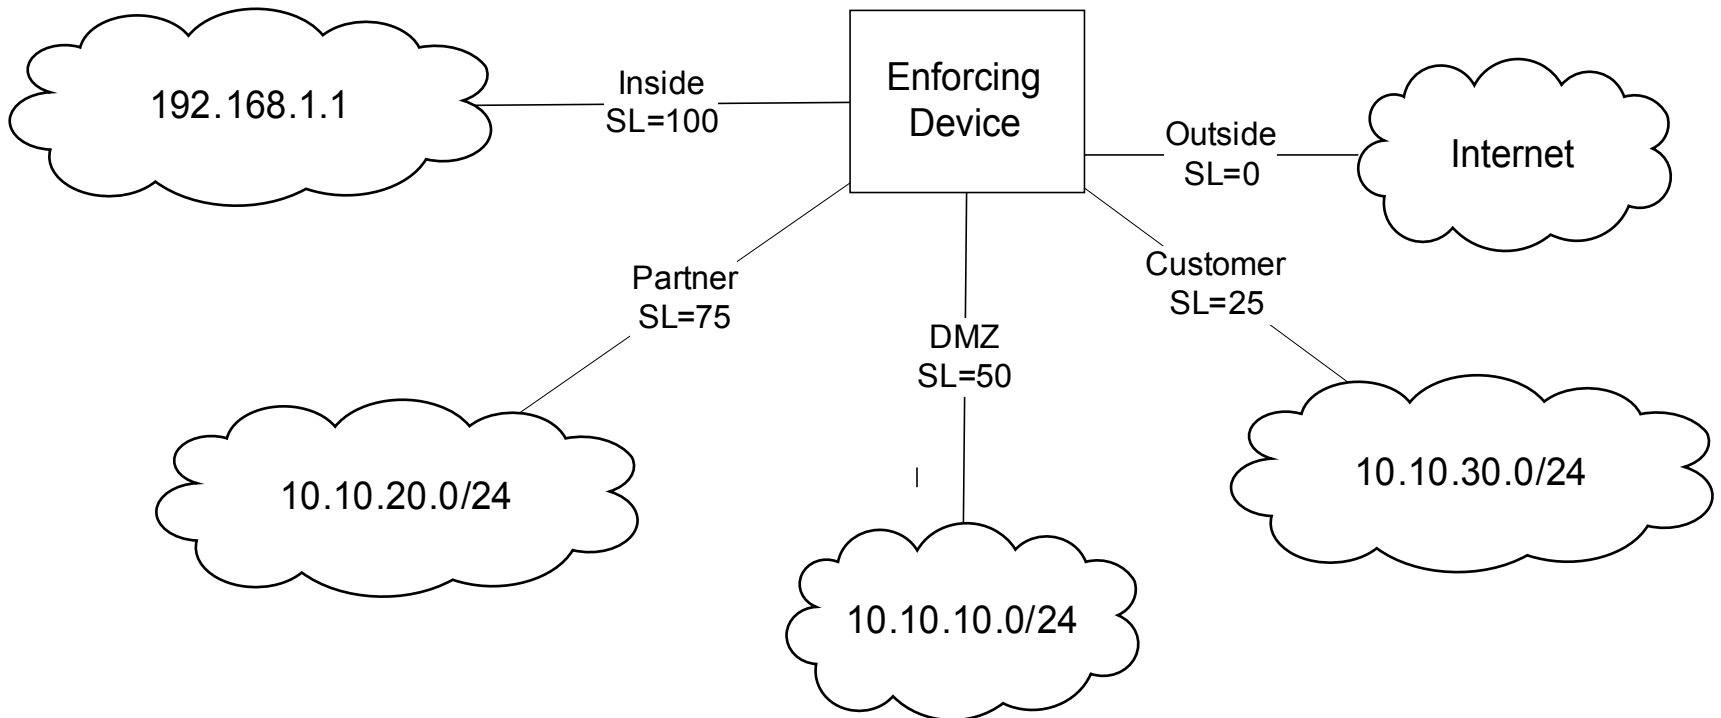 192.168.1.1
Inside
SL=100
Enforcing
Device
Outside
SL=0
Internet
Partner
SL=75
DMZ
SL=50
Customer
SL=25
10.10.20.0/24
10.10.10.0/24
10.10.30.0/24